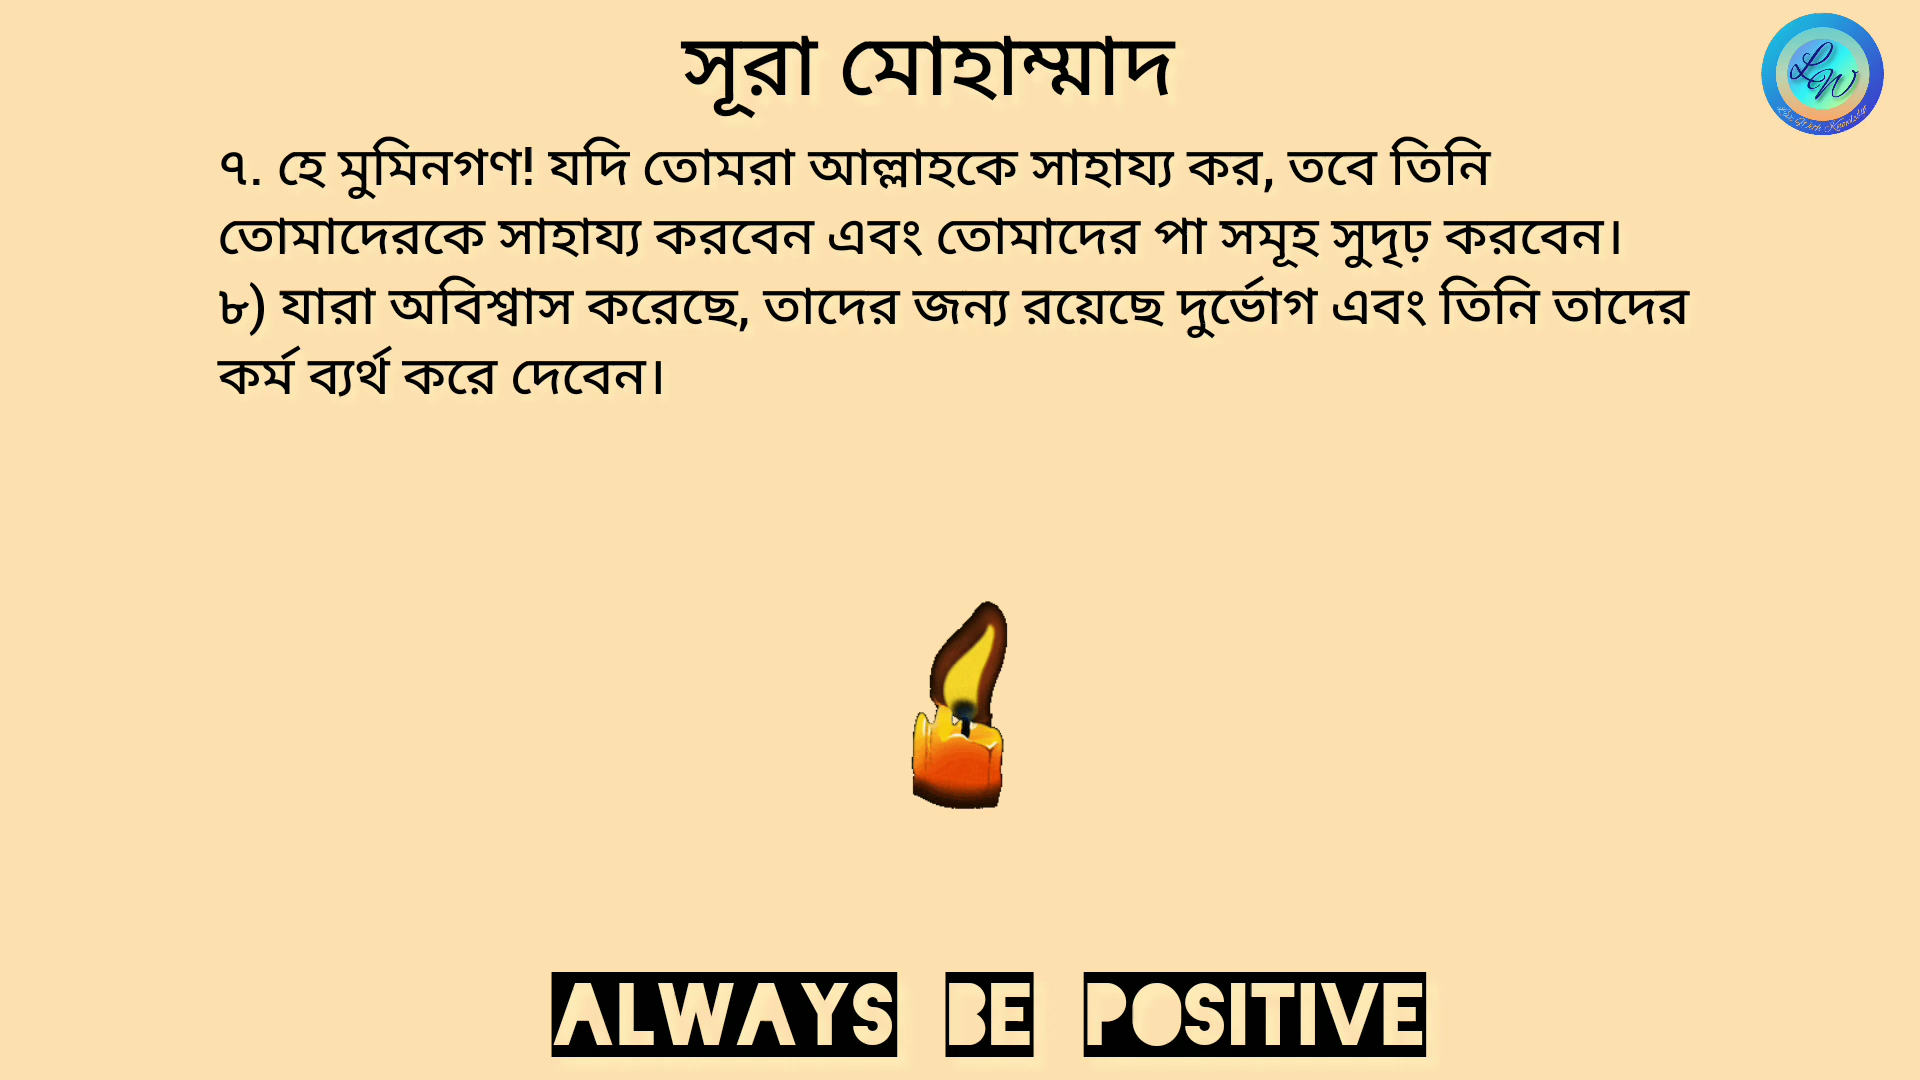 সূরা মোহাম্মাদ
৭. হে মুমিনগণ! যদি তোমরা আল্লাহকে সাহায্য কর, তবে তিনি
তোমাদেরকে সাহায্য করবেন এবং তোমাদের পা সমূহ সুদৃঢ় করবেন।
৮) যারা অবিশ্বাস করেছে, তাদের জন্য রয়েছে দুর্ভোগ এবং তিনি তাদের
কর্ম ব্যর্থ করে দেবেন।
LW
ALWAYS BE POSITIVE